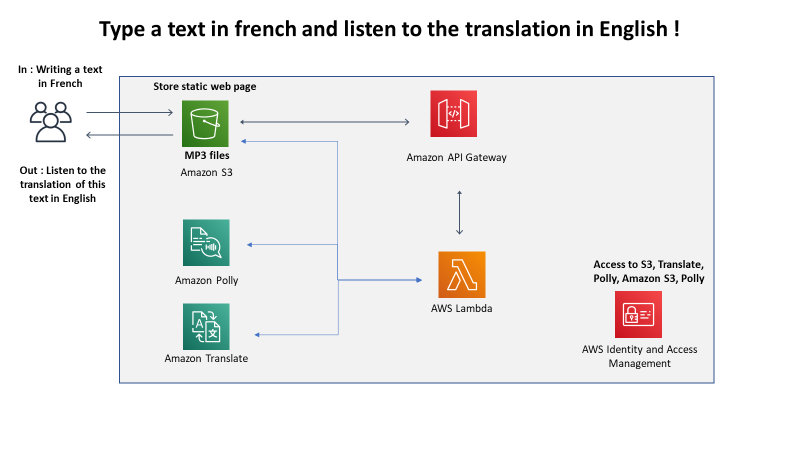 Type a text in french and listen to the translation in English !
In : Writing a text
in French
Store static web page
MP3 files
Amazon S3
Amazon API Gateway
Out : Listen to the
translation of this
text in English
Amazon Polly
Access to S3, Translate,
Polly, Amazon S3, Polly
AWS Lambda
A
文
Amazon Translate
AWS Identity and Access
Management